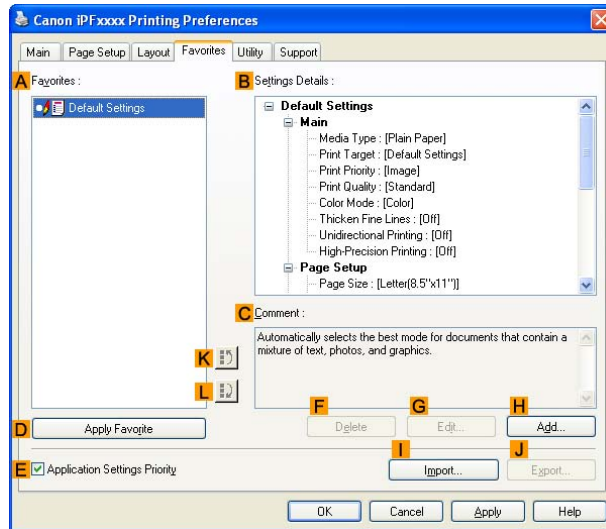 Canon iPFxxxx Printing Preferences
Main Page Setup Layout Favorites Utility Support
A Favorites :
Default Settings
B Settings Details :
Default Settings
Main
Media Type : [Plain Paper]
Print Target : [Default Settings]
Print Priority : [Image]
Print Quality : [Standard]
Color Mode : [Color]
Thicken Fine Lines : [Off]
Unidirectional Printing : [Off]
High-Precision Printing : [Off]
Page Setup
Page Size : [Letter(8.5"x11")]
C Comment :
Automatically selects the best mode for documents that contain a
mixture of text, photos, and graphics.
K
L
D Apply Favorite
F Delete
G Edit...
H Add...
E Application Settings Priority
I Import...
J Export...
OK Cancel Apply Help